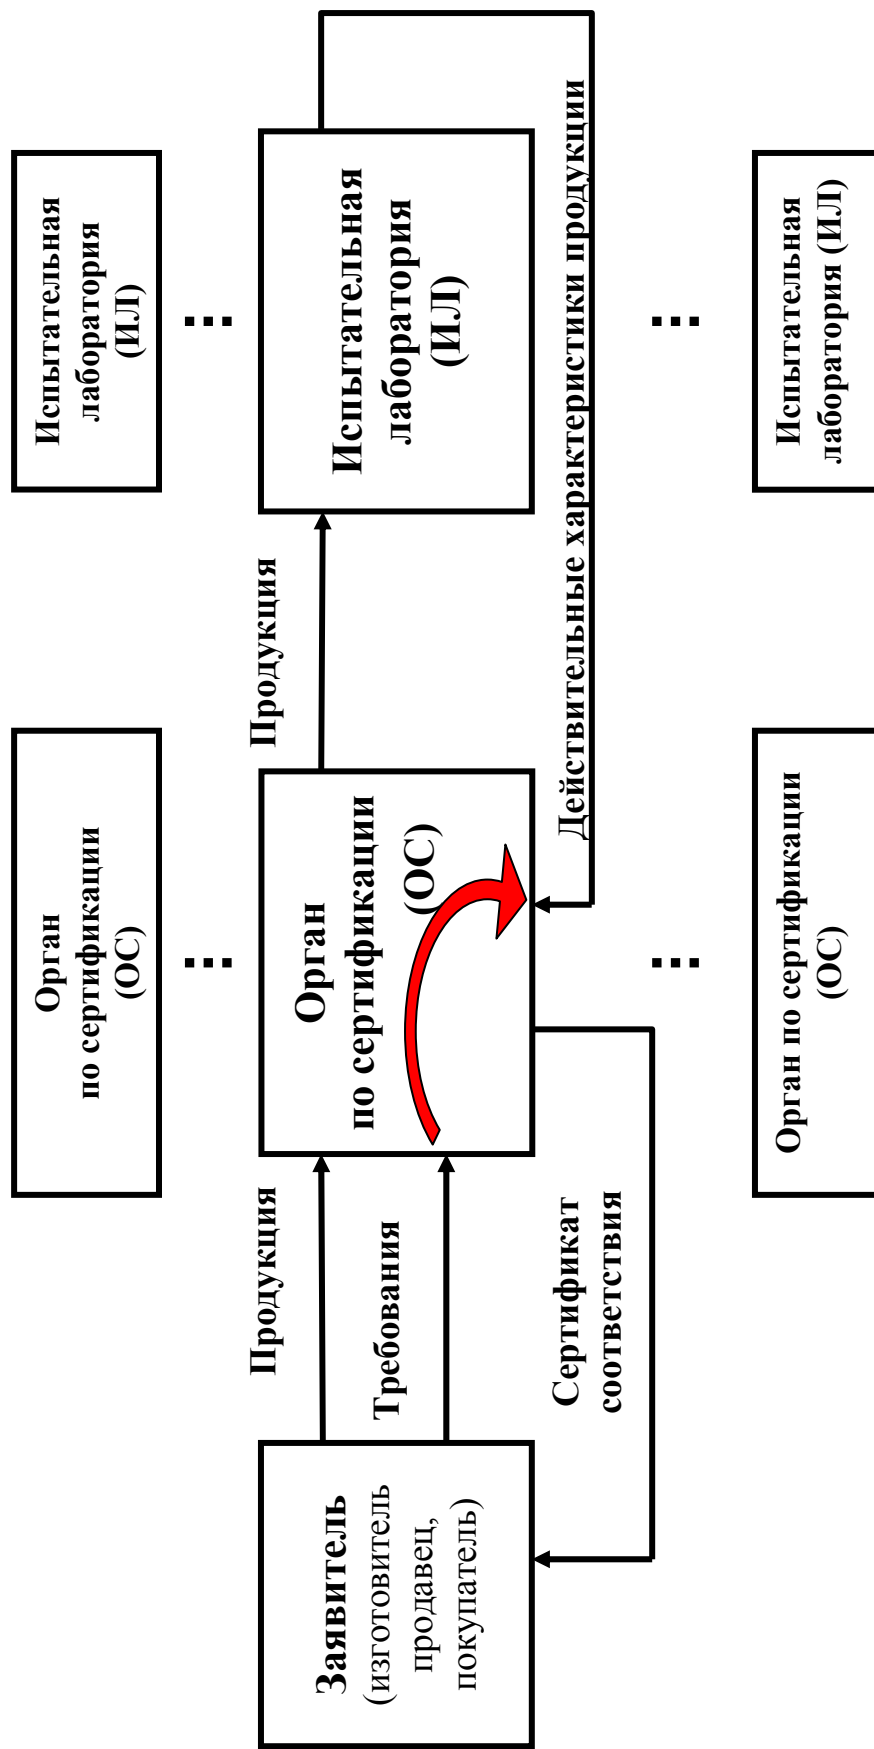 Орган
по сертификации
(ОС)
Испытательная
лаборатория
(ИЛ)
...
...
Заявитель
(изготовитель
продавец,
покупатель)
Продукция
Требования
Сертификат
соответствия
Орган
по сертификации
(ОС)
Продукция
Действительные характеристики продукции
Испытательная
лаборатория
(ИЛ)
...
...
Орган по сертификации
(ОС)
Испытательная
лаборатория (ИЛ)